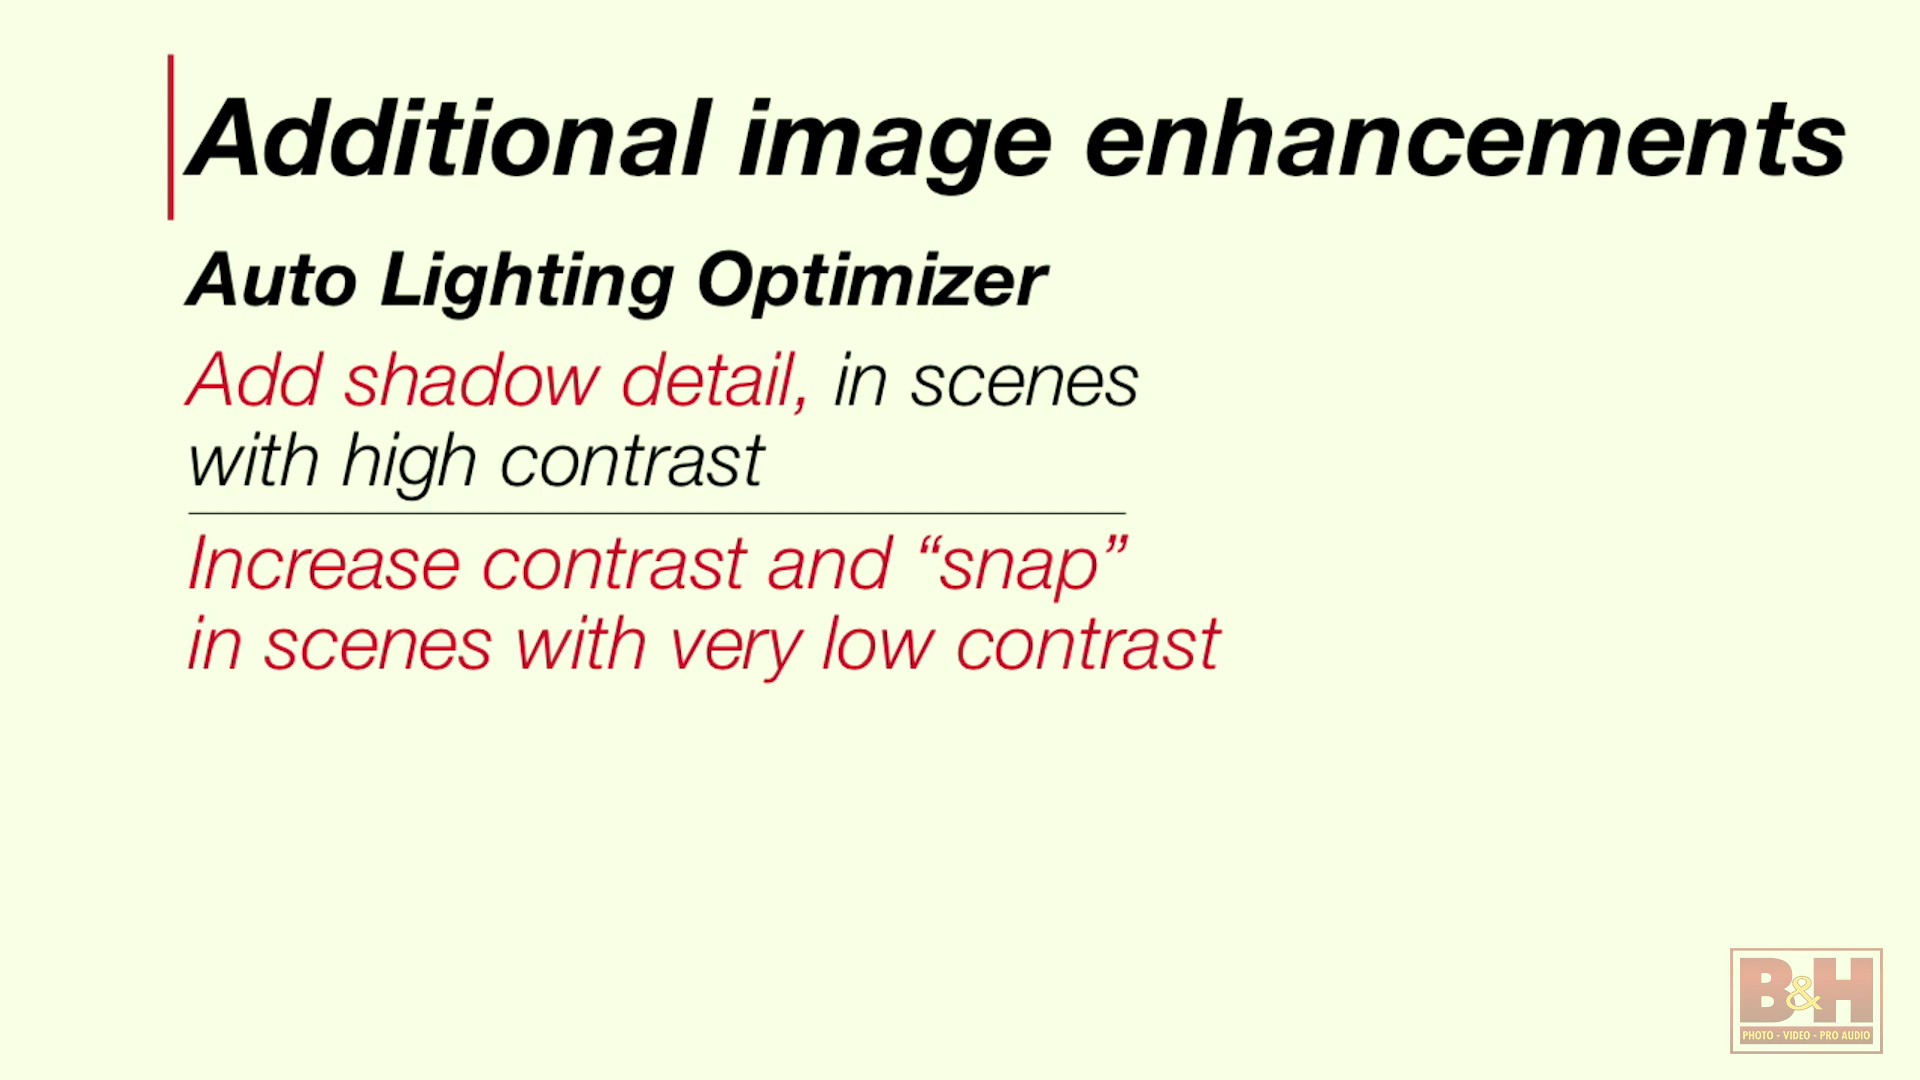 Additional image enhancements
Auto Lighting Optimizer
Add shadow detail, in scenes
with high contrast
Increase contrast and “snap”
in scenes with very low contrast
B&H
PHOTO - VIDEO - PRO AUDIO